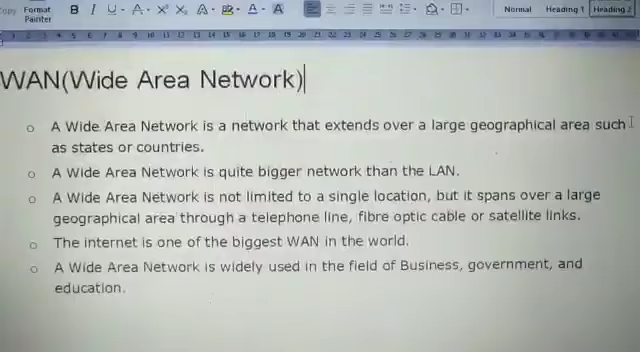 Copy Format Painter
B I U A X² X₂ A A A Normal Heading 1 Heading 2
WAN(Wide Area Network)
o A Wide Area Network is a network that extends over a large geographical area such
as states or countries.
o A Wide Area Network is quite bigger network than the LAN.
o A Wide Area Network is not limited to a single location, but it spans over a large
geographical area through a telephone line, fibre optic cable or satellite links.
o The internet is one of the biggest WAN in the world.
o A Wide Area Network is widely used in the field of Business, government, and
education.